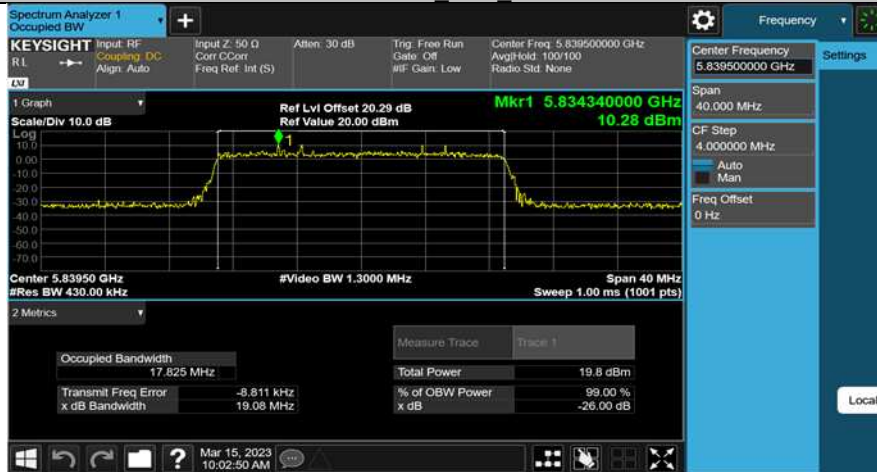 Spectrum Analyzer 1
Occupied BW
Frequency
KEYSIGHT
RL
LXI
Input: RF
Coupling: DC
Align: Auto
Input Z: 50 Ω
Corr CCorr
Freq Ref: Int (S)
Atten: 30 dB
Trig: Free Run
Gate: Off
#IF Gain: Low
Center Freq: 5.839500000 GHz
Avg|Hold: 100/100
Radio Std: None
Center Frequency
5.839500000 GHz
Settings
Span
40.000 MHz
CF Step
4.000000 MHz
Auto
Man
Freq Offset
0 Hz
1 Graph
Scale/Div 10.0 dB
Ref Lvl Offset 20.29 dB
Ref Value 20.00 dBm
Mkr1 5.834340000 GHz
10.28 dBm
Log
10.0
0.00
-10.0
-20.0
-30.0
-40.0
-50.0
-60.0
-70.0
1
Center 5.83950 GHz
#Res BW 430.00 kHz
#Video BW 1.3000 MHz
Span 40 MHz
Sweep 1.00 ms (1001 pts)
2 Metrics
Measure Trace
Trace 1
Occupied Bandwidth
17.825 MHz
Total Power
19.8 dBm
Transmit Freq Error
-8.811 kHz
% of OBW Power
99.00 %
x dB Bandwidth
19.08 MHz
x dB
-26.00 dB
Local
?
Mar 15, 2023
10:02:50 AM